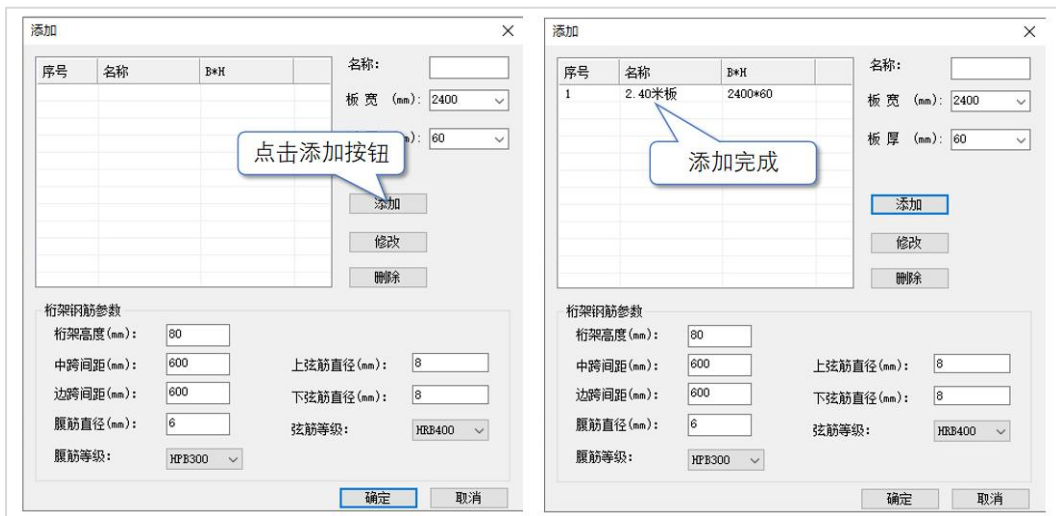 添加
序号 名称 B*H
名称:
板 宽 (mm): 2400
m): 60
点击添加按钮
添加
修改
删除
桁架钢筋参数
桁架高度(mm): 80
中跨间距(mm): 600 上弦筋直径(mm): 8
边跨间距(mm): 600 下弦筋直径(mm): 8
腹筋直径(mm): 6 弦筋等级: HRB400
腹筋等级: HPB300
确定 取消
添加
序号 名称 B*H
1 2.40米板 2400*60
名称:
板 宽 (mm): 2400
板 厚 (mm): 60
添加完成
添加
修改
删除
桁架钢筋参数
桁架高度(mm): 80
中跨间距(mm): 600 上弦筋直径(mm): 8
边跨间距(mm): 600 下弦筋直径(mm): 8
腹筋直径(mm): 6 弦筋等级: HRB400
腹筋等级: HPB300
确定 取消